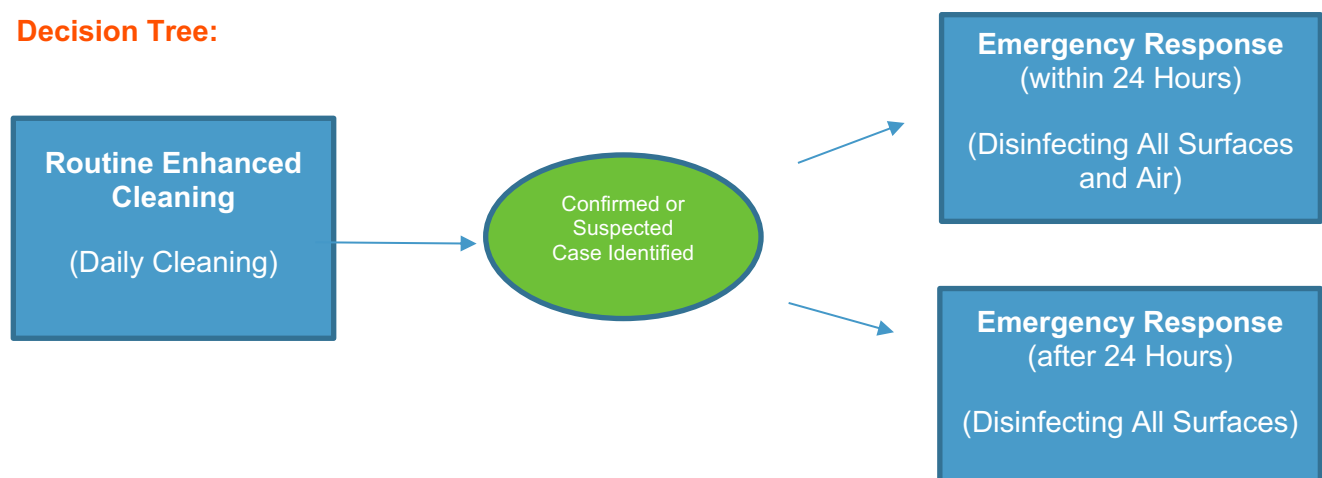 Decision Tree:
Routine Enhanced
Cleaning
(Daily Cleaning)
Confirmed or
Suspected
Case Identified
Emergency Response
(within 24 Hours)
(Disinfecting All Surfaces
and Air)
Emergency Response
(after 24 Hours)
(Disinfecting All Surfaces)